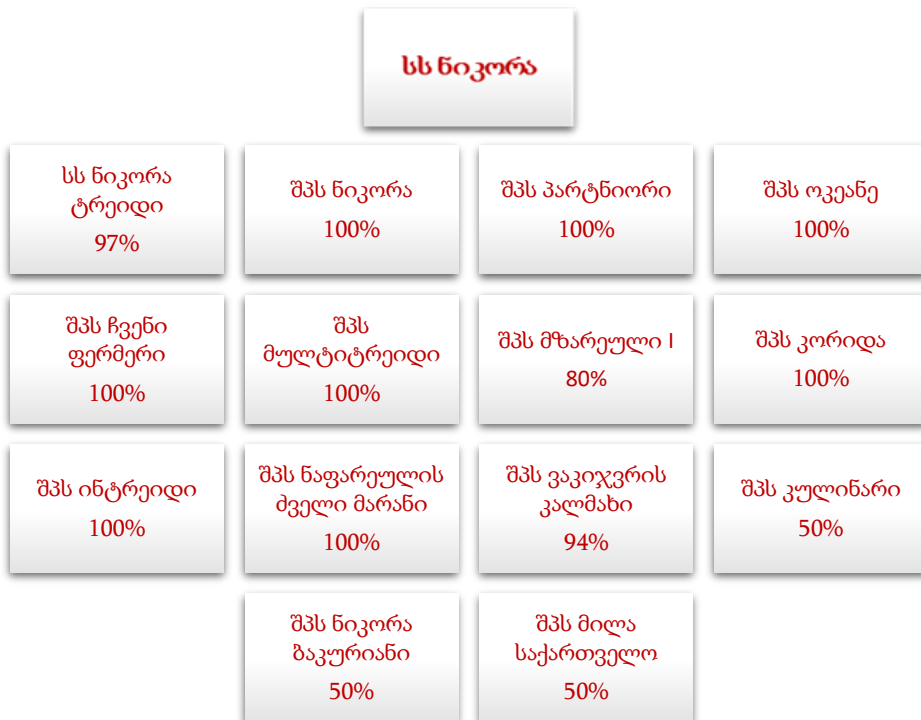 სს ნიკორა
სს ნიკორა
ტრეიდი
97%
შპს ნიკორა
100%
შპს პარტნიორი
100%
შპს ოკეანე
100%
შპს ჩვენი
ფერმერი
100%
შპს
მულტიტრეიდი
100%
შპს მზარეული I
80%
შპს კორიდა
100%
შპს ინტრეიდი
100%
შპს ნაფარეულის
ძველი მარანი
100%
შპს ვაკიჯვრის
კალმახი
94%
შპს კულინარი
50%
შპს ნიკორა
ბაკურიანი
50%
შპს მილა
საქართველო
50%